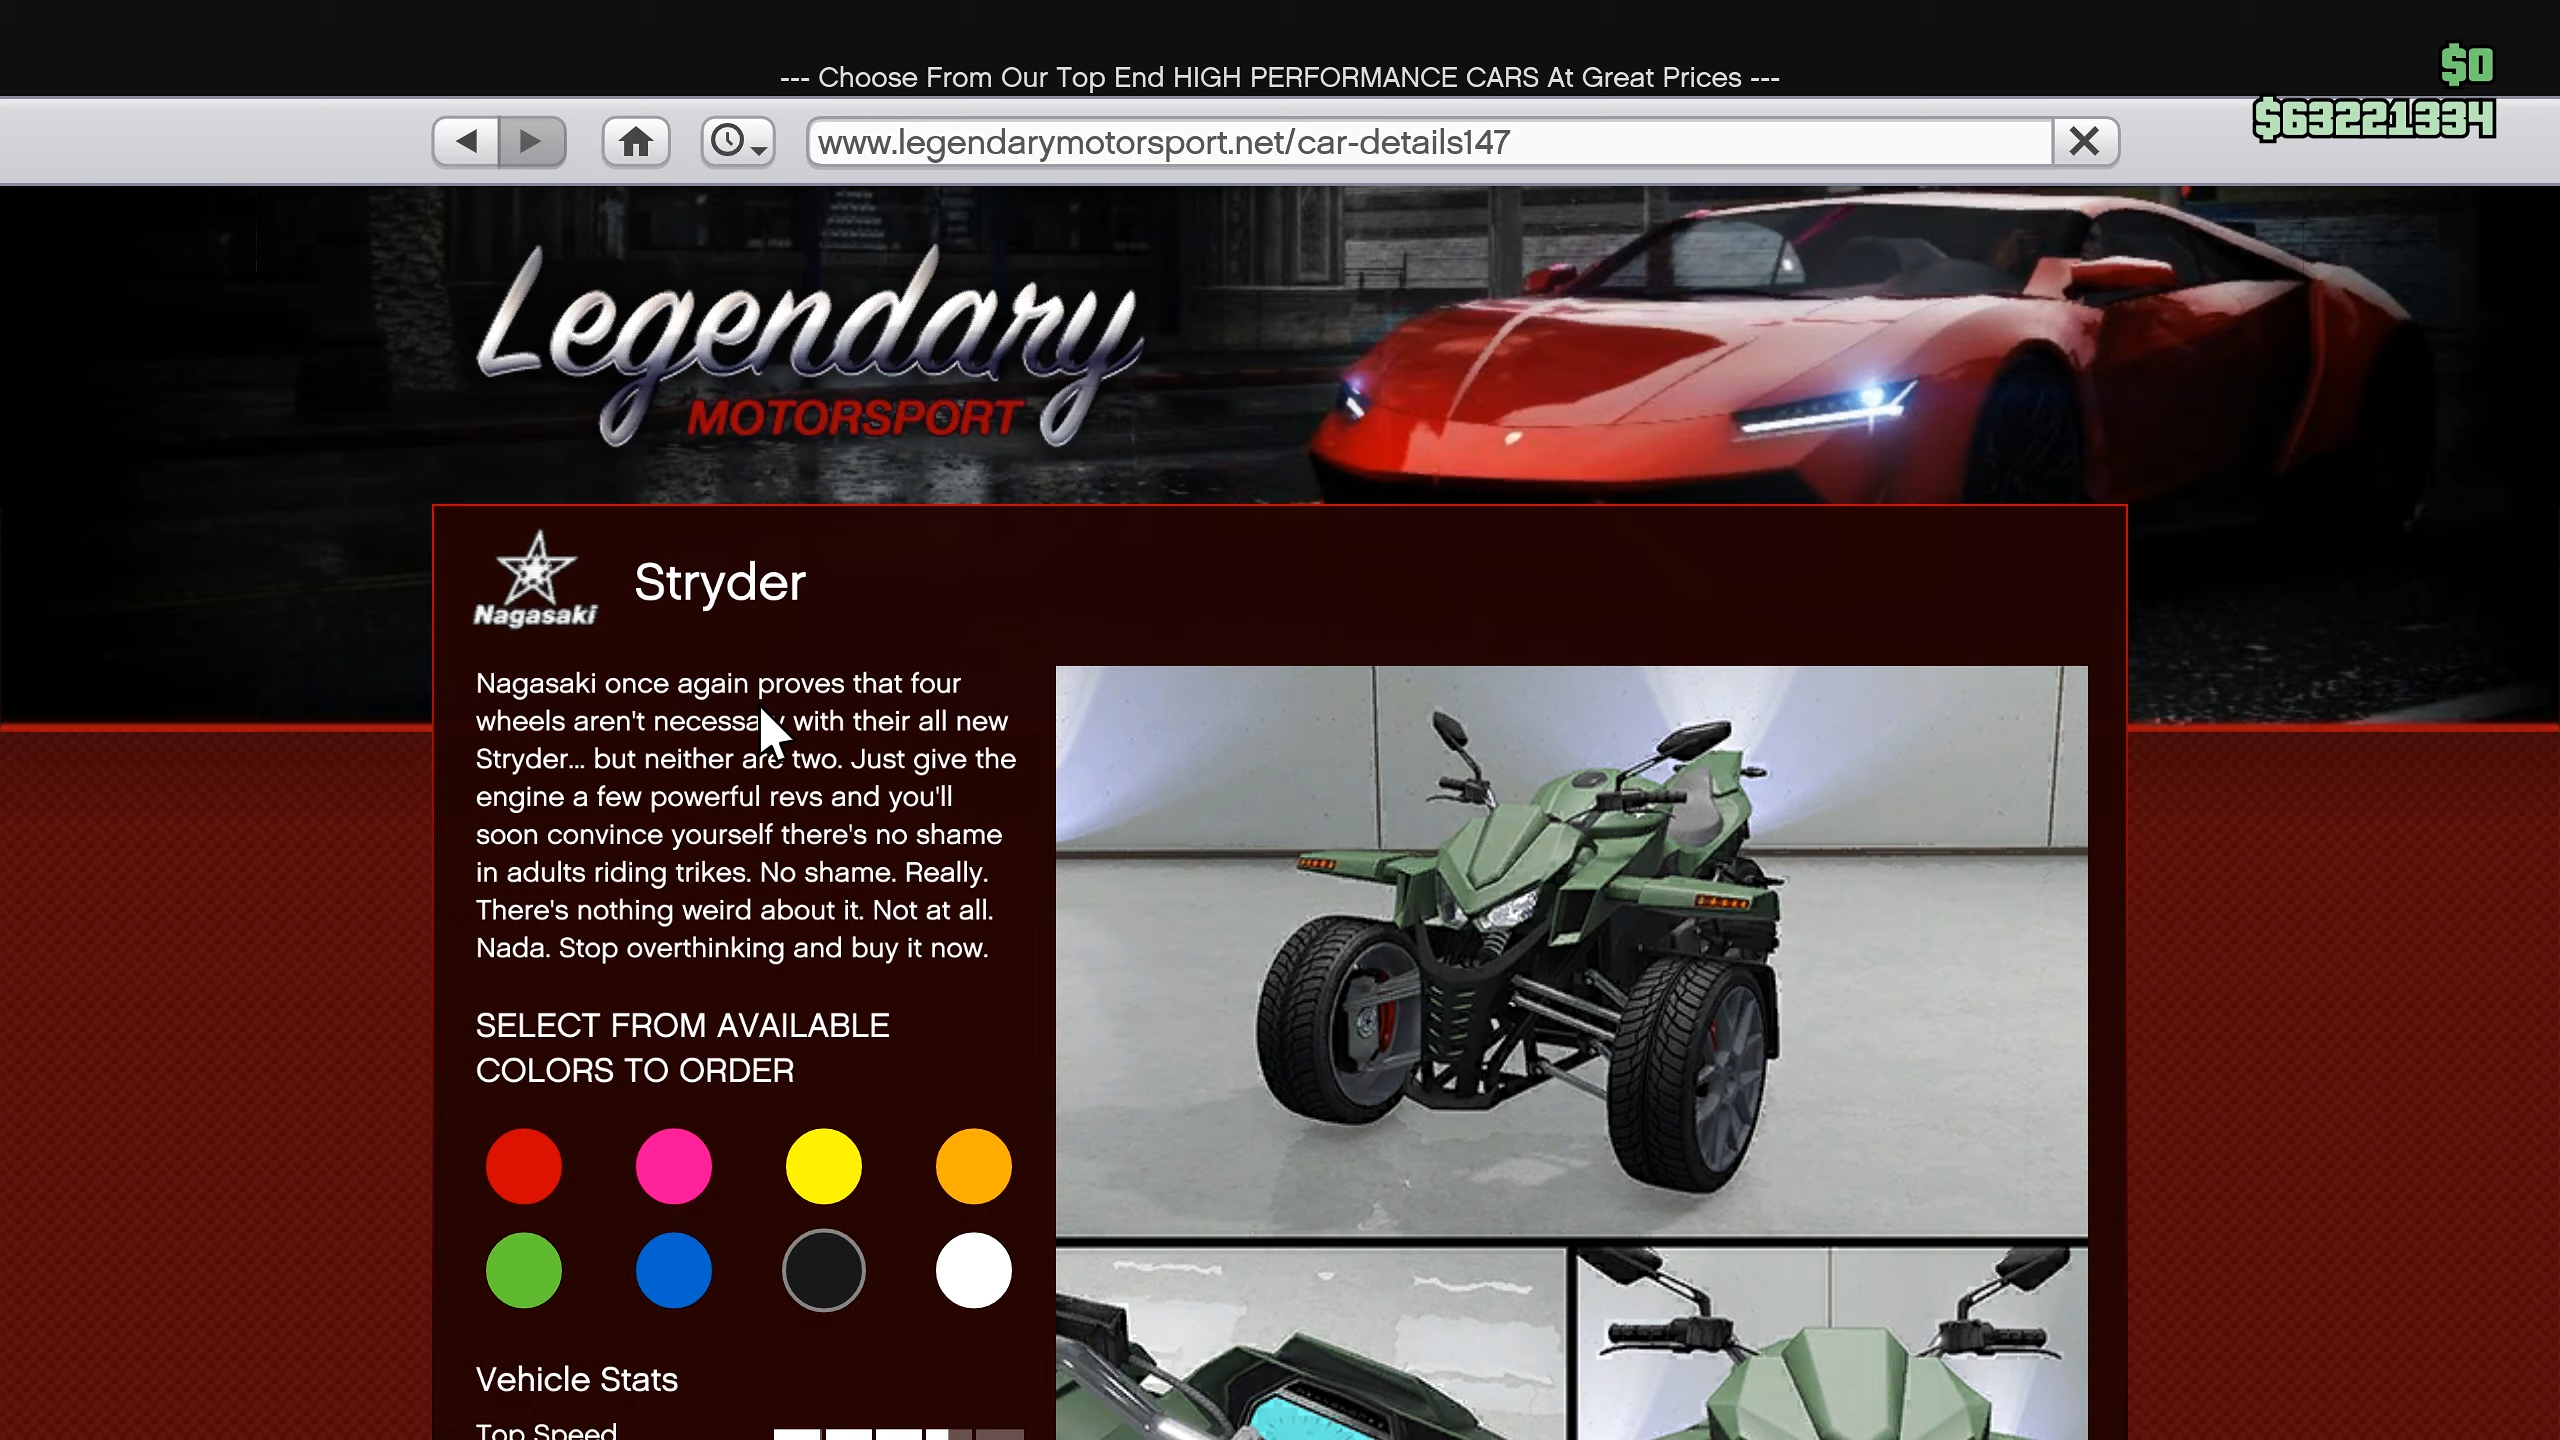 --- Choose From Our Top End HIGH PERFORMANCE CARS At Great Prices ---
$0
$63221334
www.legendarymotorsport.net/car-details147
Legendary
MOTORSPORT
Nagasaki
Stryder
Nagasaki once again proves that four
wheels aren't necessary with their all new
Stryder... but neither are two. Just give the
engine a few powerful revs and you'll
soon convince yourself there's no shame
in adults riding trikes. No shame. Really.
There's nothing weird about it. Not at all.
Nada. Stop overthinking and buy it now.
SELECT FROM AVAILABLE
COLORS TO ORDER
Vehicle Stats
Top Speed